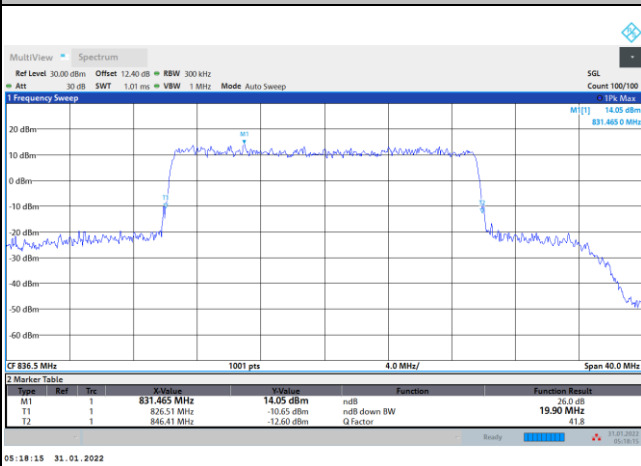 MultiView Spectrum
Ref Level 30.00 dBm Offset 12.40 dB RBW 300 kHz SGL
Att 30 dB SWT 1.01 ms VBW 1 MHz Mode Auto Sweep Count 100/100
1 Frequency Sweep 1Pk Max
M1[1] 14.05 dBm
831.465 0 MHz
20 dBm
M1
10 dBm
0 dBm
T1
T2
-10 dBm
-20 dBm
-30 dBm
-40 dBm
-50 dBm
-60 dBm
CF 836.5 MHz 1001 pts 4.0 MHz/ Span 40.0 MHz
2 Marker Table
Type Ref Trc X-Value Y-Value Function Function Result
M1 1 831.465 MHz 14.05 dBm ndB 26.0 dB
T1 1 826.51 MHz -10.65 dBm ndB down BW 19.90 MHz
T2 1 846.41 MHz -12.60 dBm Q Factor 41.8
Ready 31.01.2022
05:18:15
05:18:15 31.01.2022